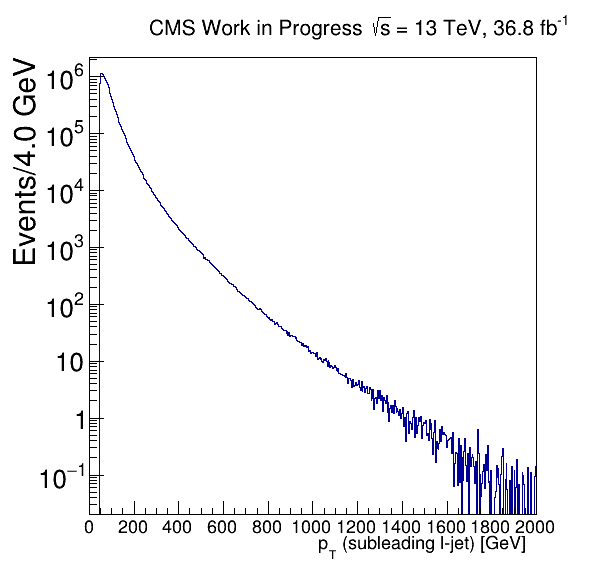 CMS Work in Progress √s = 13 TeV, 36.8 fb⁻¹
Events/4.0 GeV
10⁶
10⁵
10⁴
10³
10²
10
1
10⁻¹
0 200 400 600 800 1000 1200 1400 1600 1800 2000
p_T (subleading l-jet) [GeV]